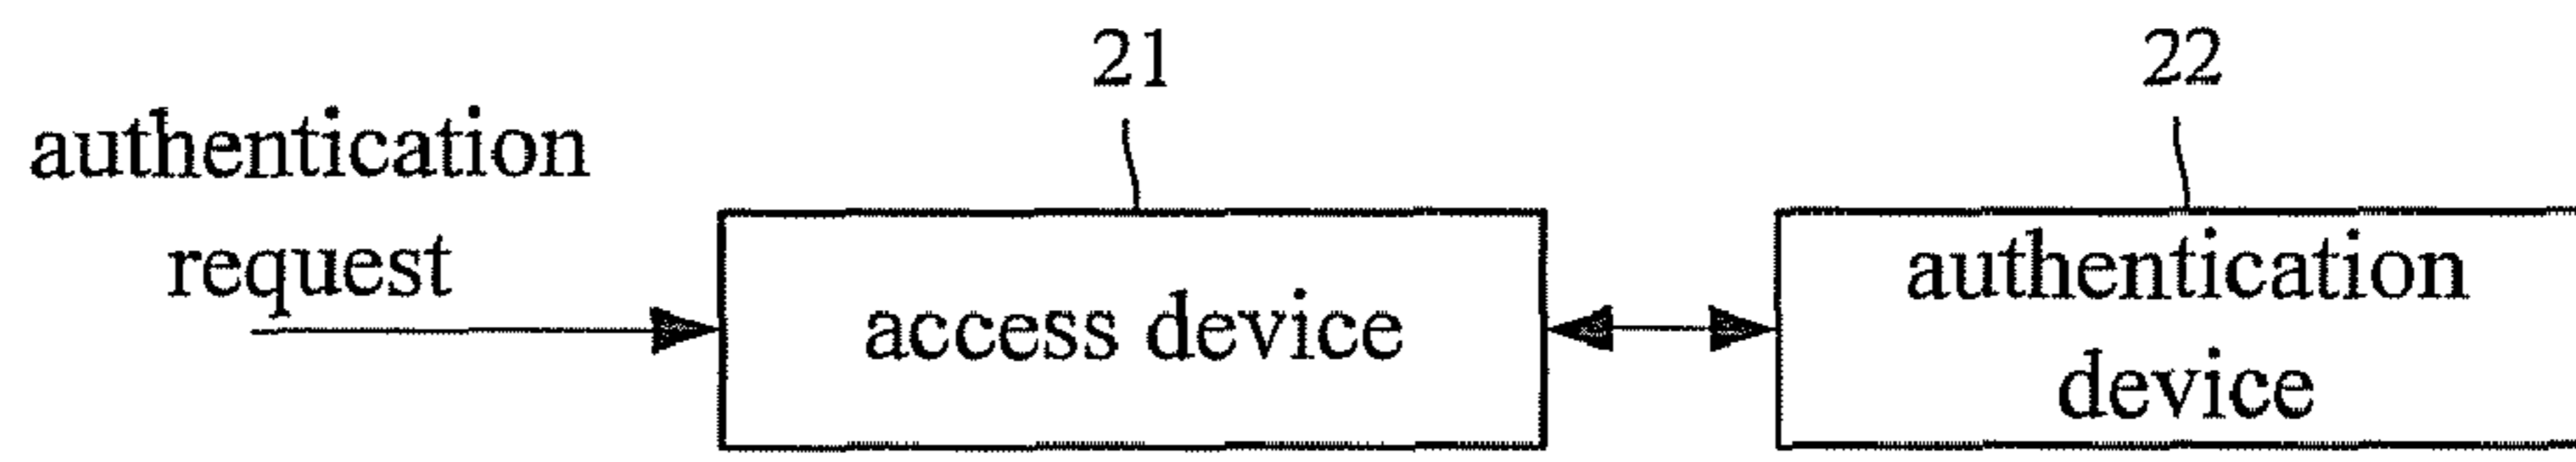 21
22
authentication
request
access device
authentication
device